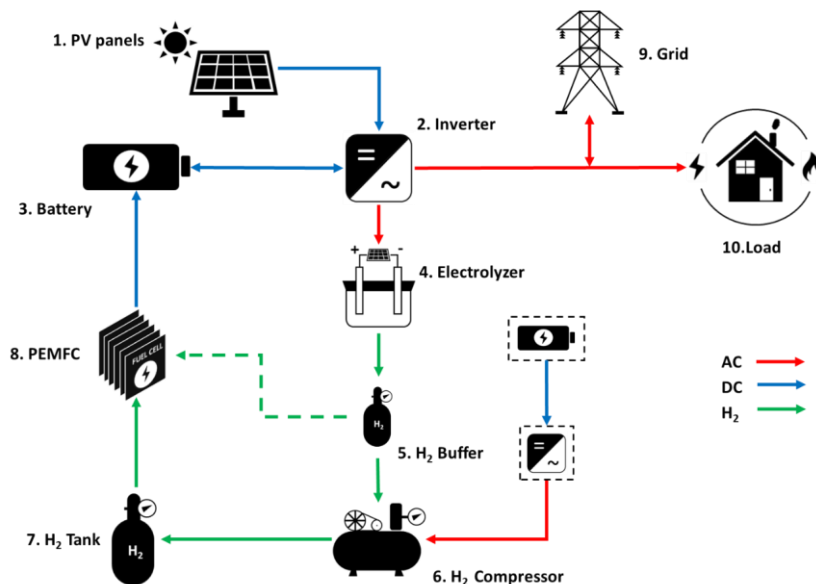 1. PV panels
9. Grid
2. Inverter
3. Battery
10.Load
+ -
4. Electrolyzer
8. PEMFC
FUEL CELL
AC
DC
H₂
H₂
5. H₂ Buffer
7. H₂ Tank
H₂
6. H₂ Compressor